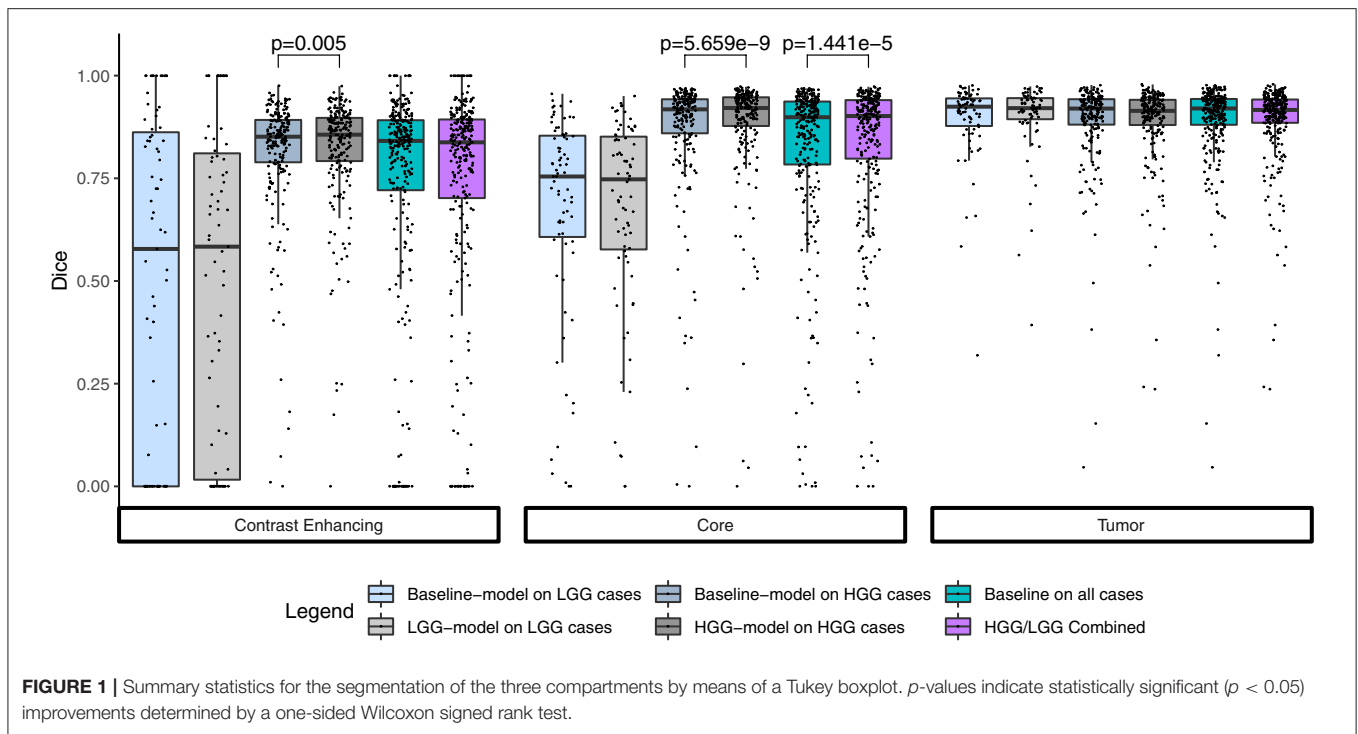 p=0.005
p=5.659e−9
p=1.441e−5
1.00
0.75
0.50
0.25
0.00
Dice
Contrast Enhancing
Core
Tumor
Legend
Baseline−model on LGG cases
Baseline−model on HGG cases
Baseline on all cases
LGG−model on LGG cases
HGG−model on HGG cases
HGG/LGG Combined
FIGURE 1 | Summary statistics for the segmentation of the three compartments by means of a Tukey boxplot. p-values indicate statistically significant (p < 0.05)
improvements determined by a one-sided Wilcoxon signed rank test.